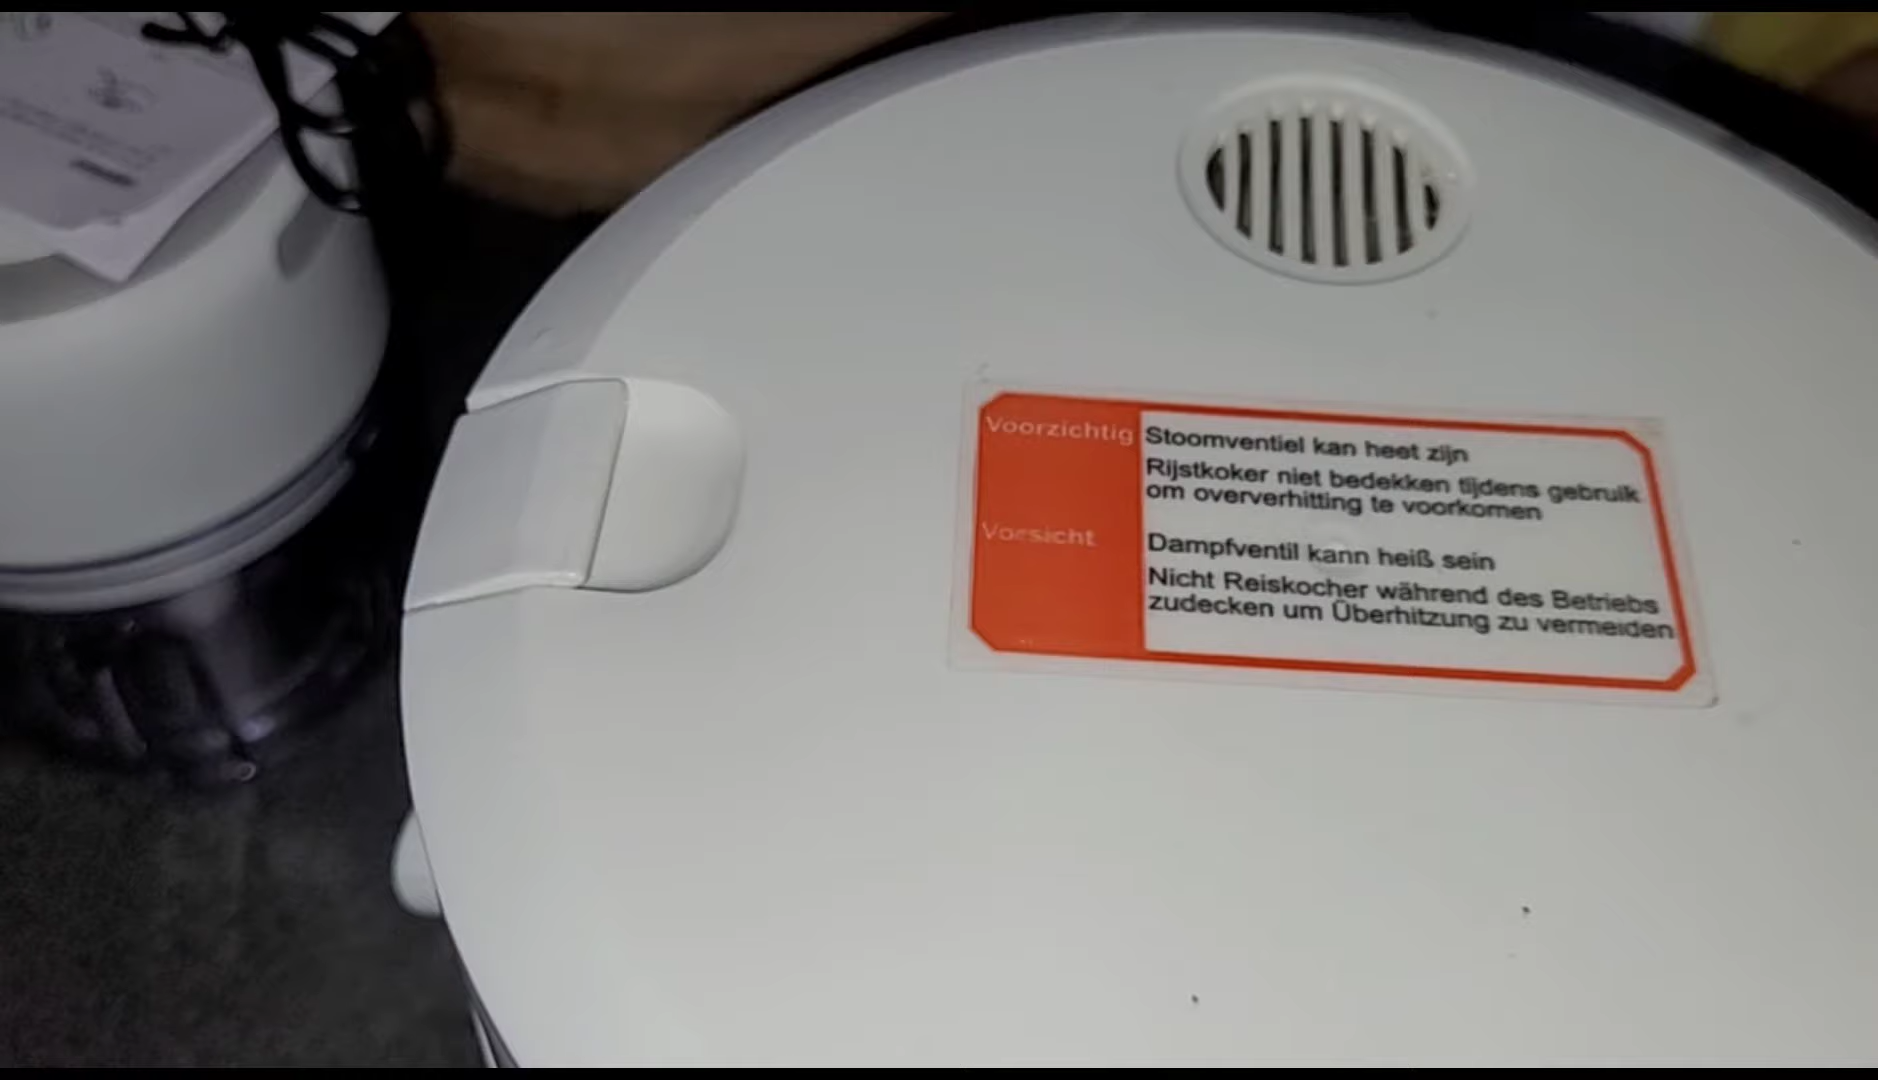 Voorzichtig
Stoomventiel kan heet zijn
Rijstkoker niet bedekken tijdens gebruik
om oververhitting te voorkomen
Vorsicht
Dampfventil kann heiß sein
Nicht Reiskocher während des Betriebs
zudecken um Überhitzung zu vermeiden